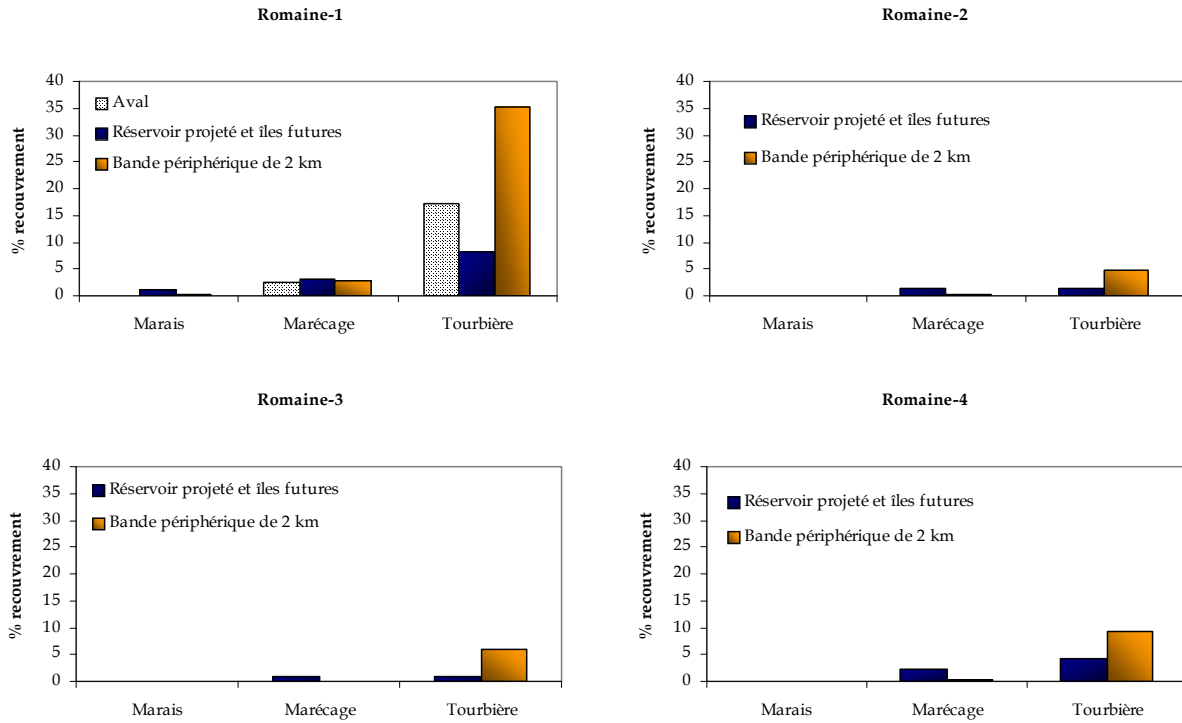 Romaine-1
% recouvrement
40
35
30
25
20
15
10
5
0
Aval
Réservoir projeté et îles futures
Bande périphérique de 2 km
Marais
Marécage
Tourbière
Romaine-2
% recouvrement
40
35
30
25
20
15
10
5
0
Réservoir projeté et îles futures
Bande périphérique de 2 km
Marais
Marécage
Tourbière
Romaine-3
% recouvrement
40
35
30
25
20
15
10
5
0
Réservoir projeté et îles futures
Bande périphérique de 2 km
Marais
Marécage
Tourbière
Romaine-4
% recouvrement
40
35
30
25
20
15
10
5
0
Réservoir projeté et îles futures
Bande périphérique de 2 km
Marais
Marécage
Tourbière